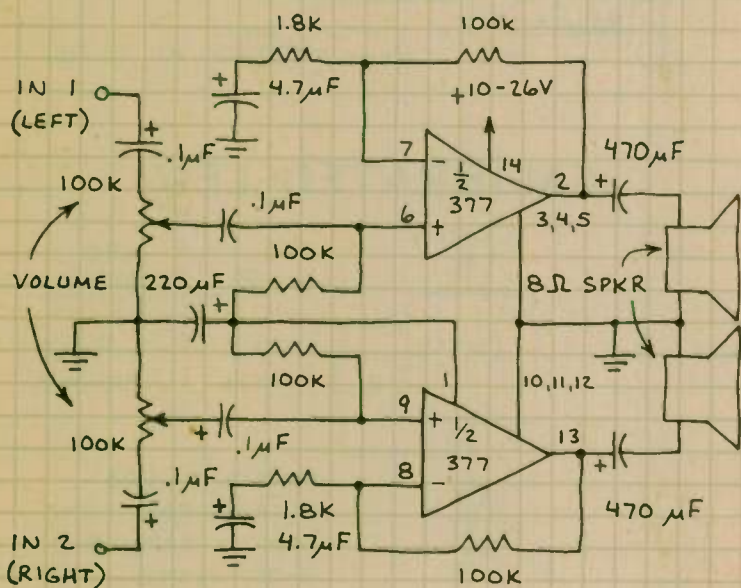 1.8K
100K
IN 1
(LEFT)
+
+
4.7µF
+10-26V
.1µF
100K
7
-
1/2
377
14
2
+
470µF
3,4,5
.1µF
6
+
100K
VOLUME
220µF
+
8Ω SPKR
100K
1
10,11,12
9
+
1/2
377
13
100K
+
.1µF
8
-
+
.1µF
+
+
1.8K
4.7µF
470 µF
IN 2
(RIGHT)
100K